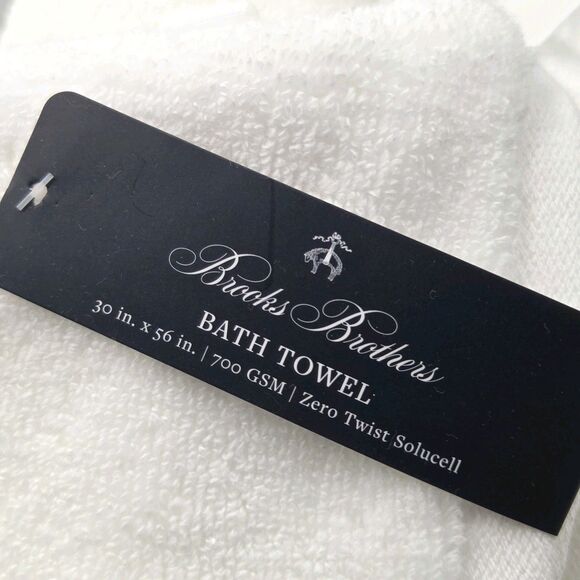 Brooks Brothers
BATH TOWEL
30 in. x 56 in. | 700 GSM | Zero Twist Solucell